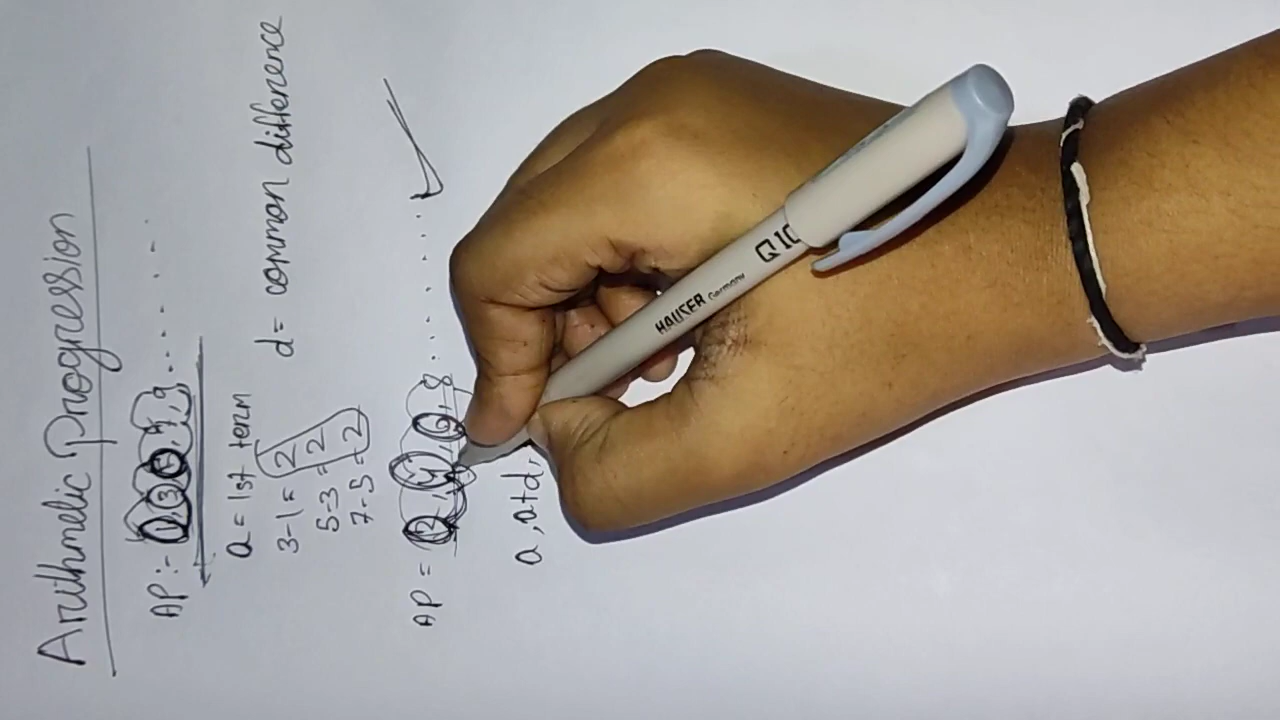 Arithmetic Progression
AP :- 1, 3, 5, 7, 9 . . . . . . .
a = 1st term
3-1 = 2
5-3 = 2
7-5 = 2
d = common difference
AP = 2, 4, 6, 8 . . . . . . .
a, a+d,
HAUSER Germany